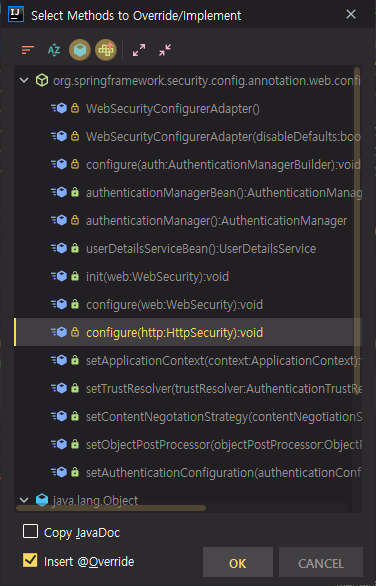 IJ Select Methods to Override/Implement
org.springframework.security.config.annotation.web.confi
WebSecurityConfigurerAdapter()
WebSecurityConfigurerAdapter(disableDefaults:boo
configure(auth:AuthenticationManagerBuilder):void
authenticationManagerBean():AuthenticationManag
authenticationManager():AuthenticationManager
userDetailsServiceBean():UserDetailsService
init(web:WebSecurity):void
configure(web:WebSecurity):void
configure(http:HttpSecurity):void
setApplicationContext(context:ApplicationContext):
setTrustResolver(trustResolver:AuthenticationTrustRe
setContentNegotationStrategy(contentNegotiationS
setObjectPostProcessor(objectPostProcessor:ObjectP
setAuthenticationConfiguration(authenticationConf
java.lang.Object
Copy JavaDoc
Insert @Override
OK
CANCEL